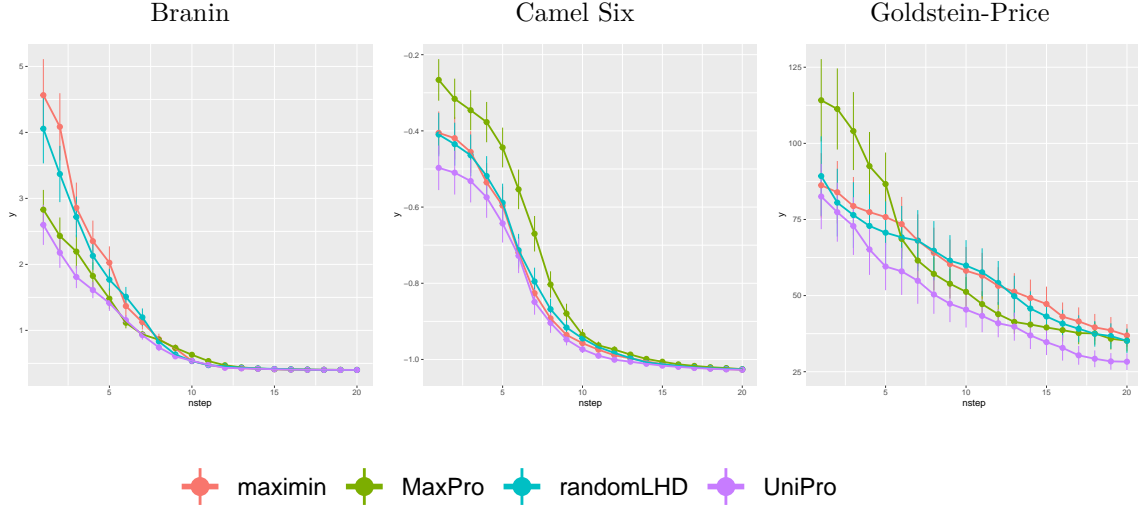 Branin
Camel Six
Goldstein-Price
y
5
4
3
2
1
5
10
15
20
nstep
y
−0.2
−0.4
−0.6
−0.8
−1.0
5
10
15
20
nstep
y
125
100
75
50
25
5
10
15
20
nstep
maximin
MaxPro
randomLHD
UniPro